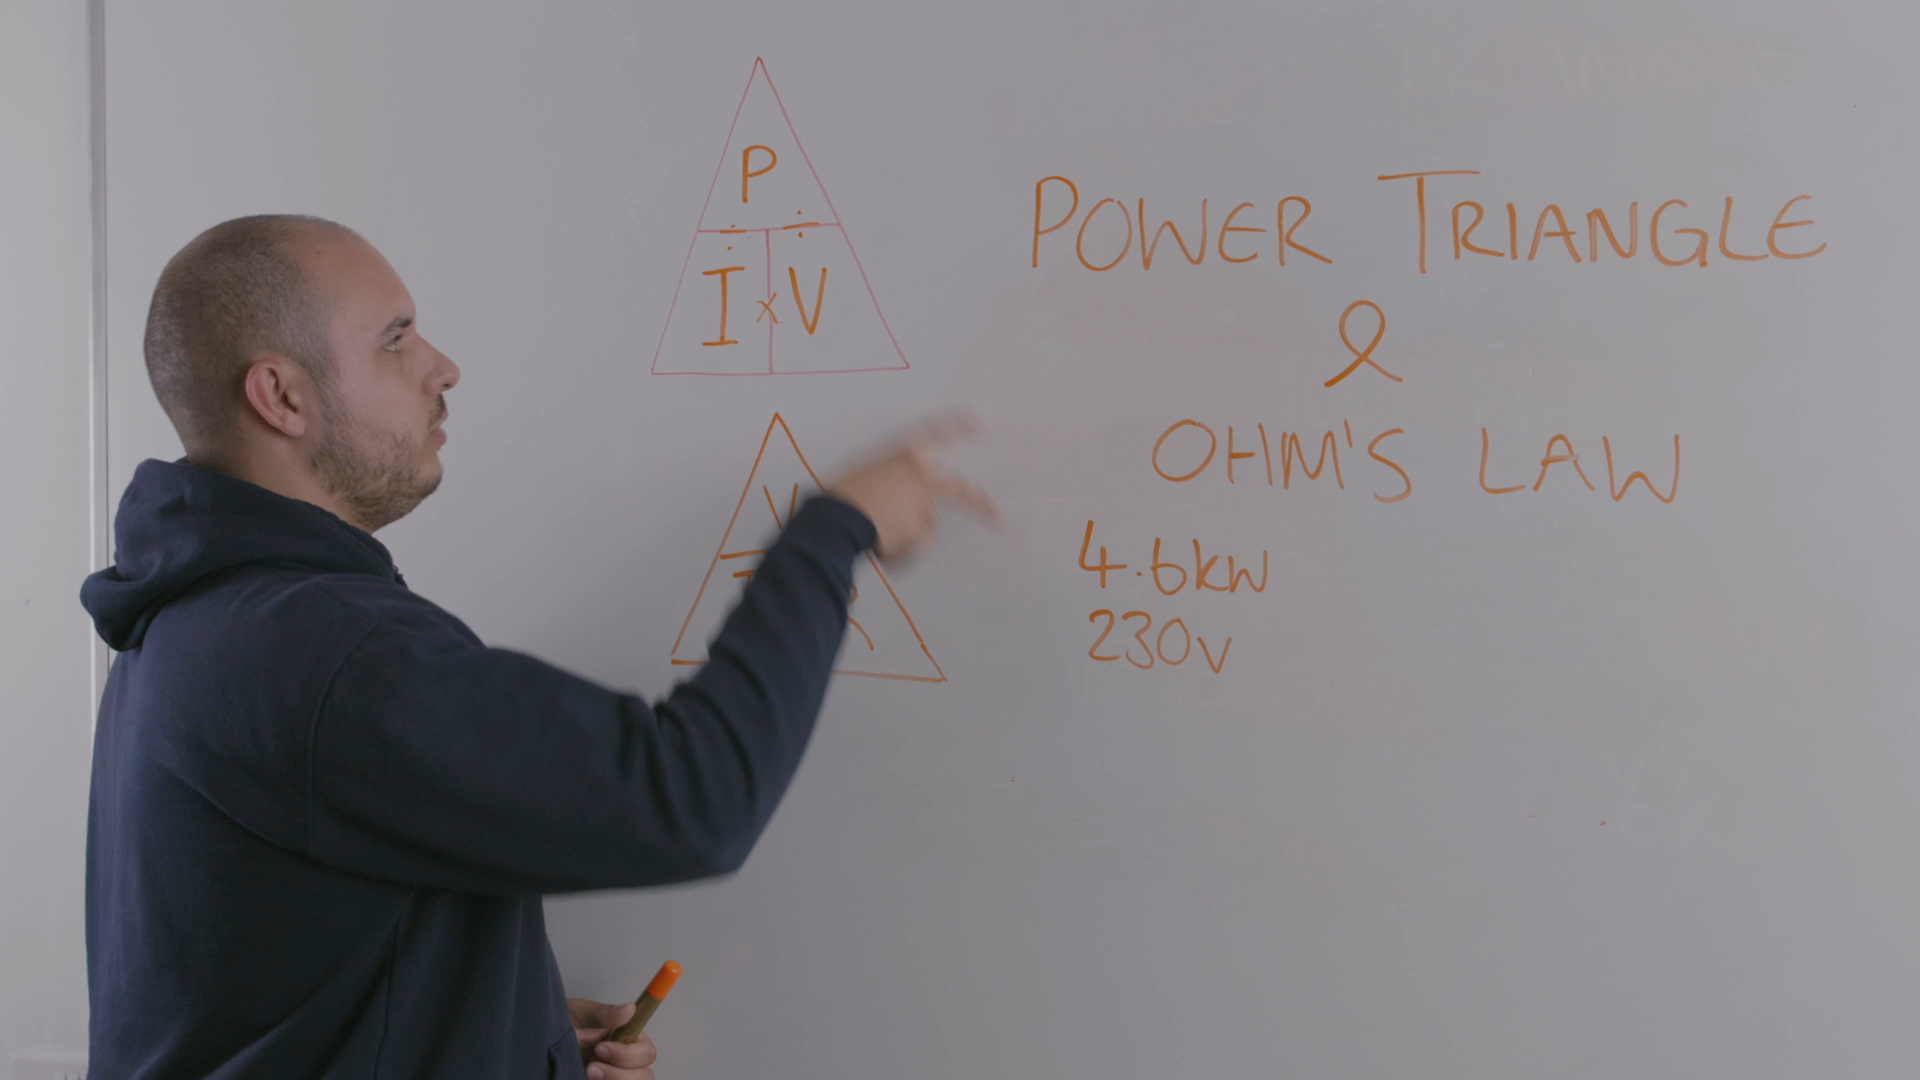 P
÷ ÷
I x V
POWER TRIANGLE
&
OHM'S LAW
V
4.6kW
230v